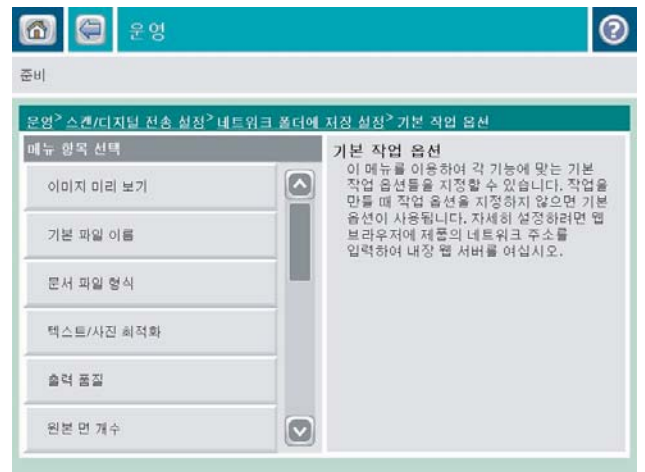 운영
준비
운영> 스캔/디지털 전송 설정> 네트워크 폴더에 저장 설정> 기본 작업 옵션
메뉴 항목 선택
이미지 미리 보기
기본 파일 이름
문서 파일 형식
텍스트/사진 최적화
출력 품질
원본 면 개수
기본 작업 옵션
이 메뉴를 이용하여 각 기능에 맞는 기본
작업 옵션들을 지정할 수 있습니다. 작업을
만들 때 작업 옵션을 지정하지 않으면 기본
옵션이 사용됩니다. 자세히 설정하려면 웹
브라우저에 제품의 네트워크 주소를
입력하여 내장 웹 서버를 여십시오.